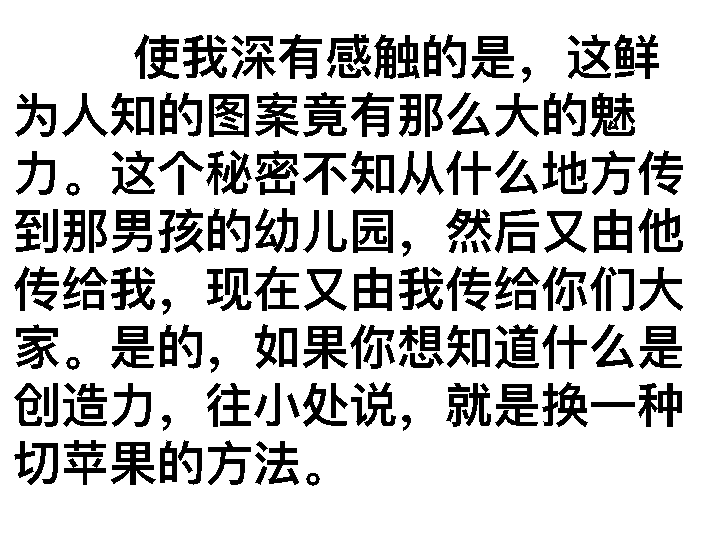 使我深有感触的是，这鲜
为人知的图案竟有那么大的魅
力。这个秘密不知从什么地方传
到那男孩的幼儿园，然后又由他
传给我，现在又由我传给你们大
家。是的，如果你想知道什么是
创造力，往小处说，就是换一种
切苹果的方法。